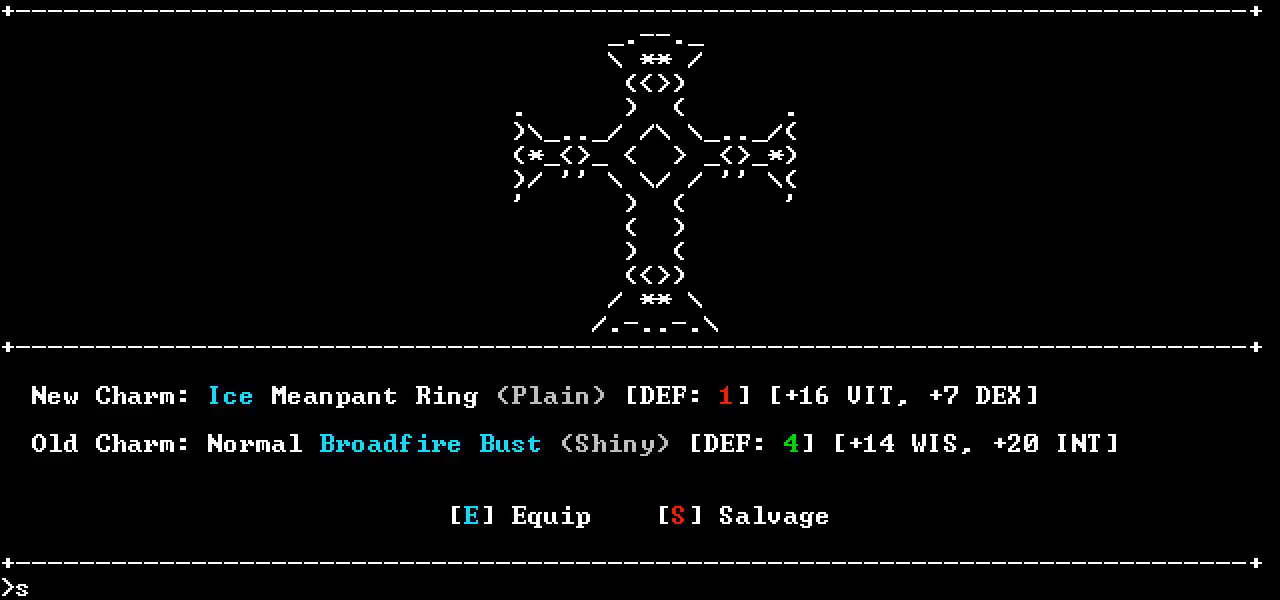 New Charm: Ice Meanpant Ring (Plain) [DEF: 1] [+16 VIT, +7 DEX]
Old Charm: Normal Broadfire Bust (Shiny) [DEF: 4] [+14 WIS, +20 INT]
[E] Equip [S] Salvage
>s